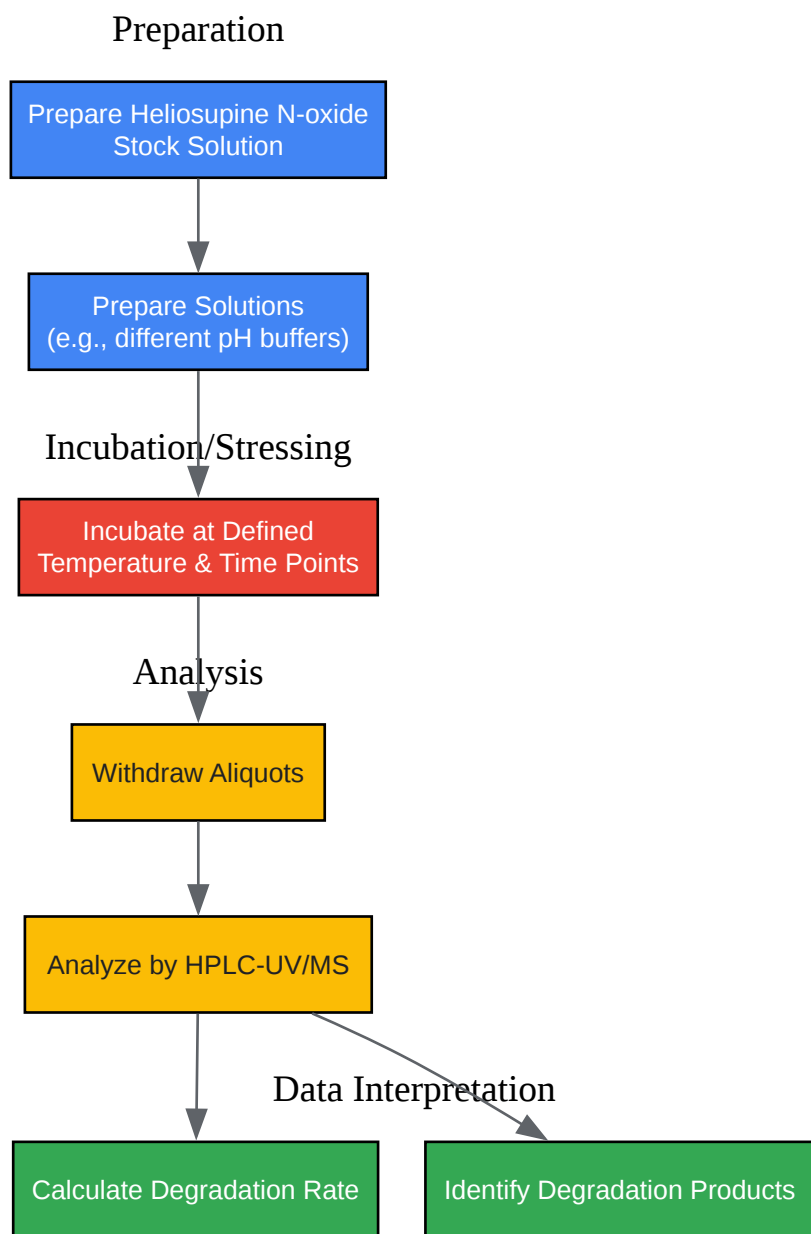 Preparation
Prepare Heliosupine N-oxide
Stock Solution
Prepare Solutions
(e.g., different pH buffers)
Incubation/Stressing
Incubate at Defined
Temperature & Time Points
Analysis
Withdraw Aliquots
Analyze by HPLC-UV/MS
Data Interpretation
Calculate Degradation Rate
Identify Degradation Products